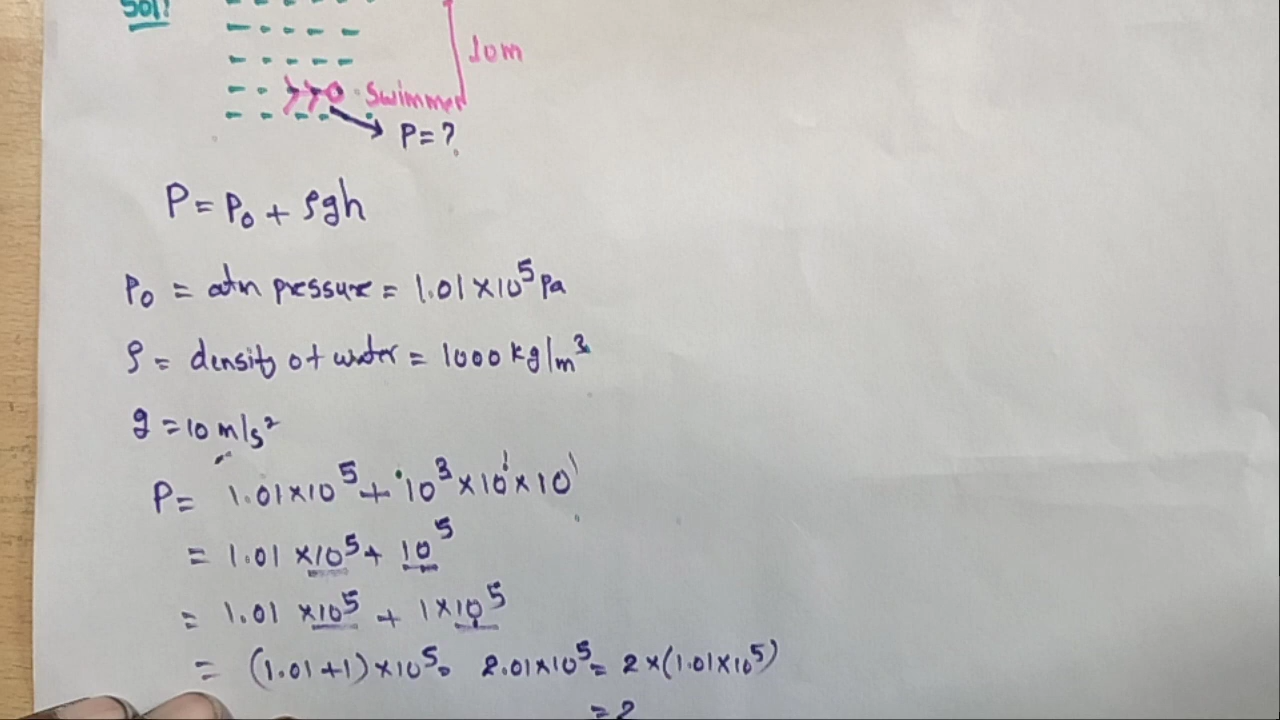 Sol?
10m
Swimmer
P=?
P = P₀ + ρgh
P₀ = atm pressure = 1.01×10⁵ Pa
ρ = density of water = 1000 kg/m³
g = 10 m/s²
P = 1.01×10⁵ + 10³×10¹×10¹
= 1.01×10⁵ + 10⁵
= 1.01×10⁵ + 1×10⁵
= (1.01+1)×10⁵= 2.01×10⁵= 2×(1.01×10⁵)
= 2